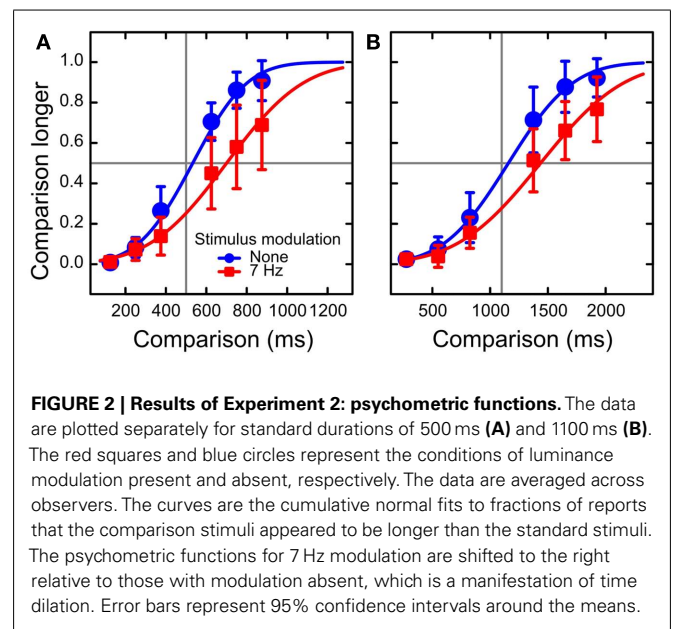 A
B
1.0
0.8
0.6
0.4
0.2
0.0
Comparison longer
Stimulus modulation
None
7 Hz
200 400 600 800 1000 1200
500 1000 1500 2000
Comparison (ms)
Comparison (ms)
FIGURE 2 | Results of Experiment 2: psychometric functions. The data
are plotted separately for standard durations of 500 ms (A) and 1100 ms (B).
The red squares and blue circles represent the conditions of luminance
modulation present and absent, respectively. The data are averaged across
observers. The curves are the cumulative normal fits to fractions of reports
that the comparison stimuli appeared to be longer than the standard stimuli.
The psychometric functions for 7 Hz modulation are shifted to the right
relative to those with modulation absent, which is a manifestation of time
dilation. Error bars represent 95% confidence intervals around the means.